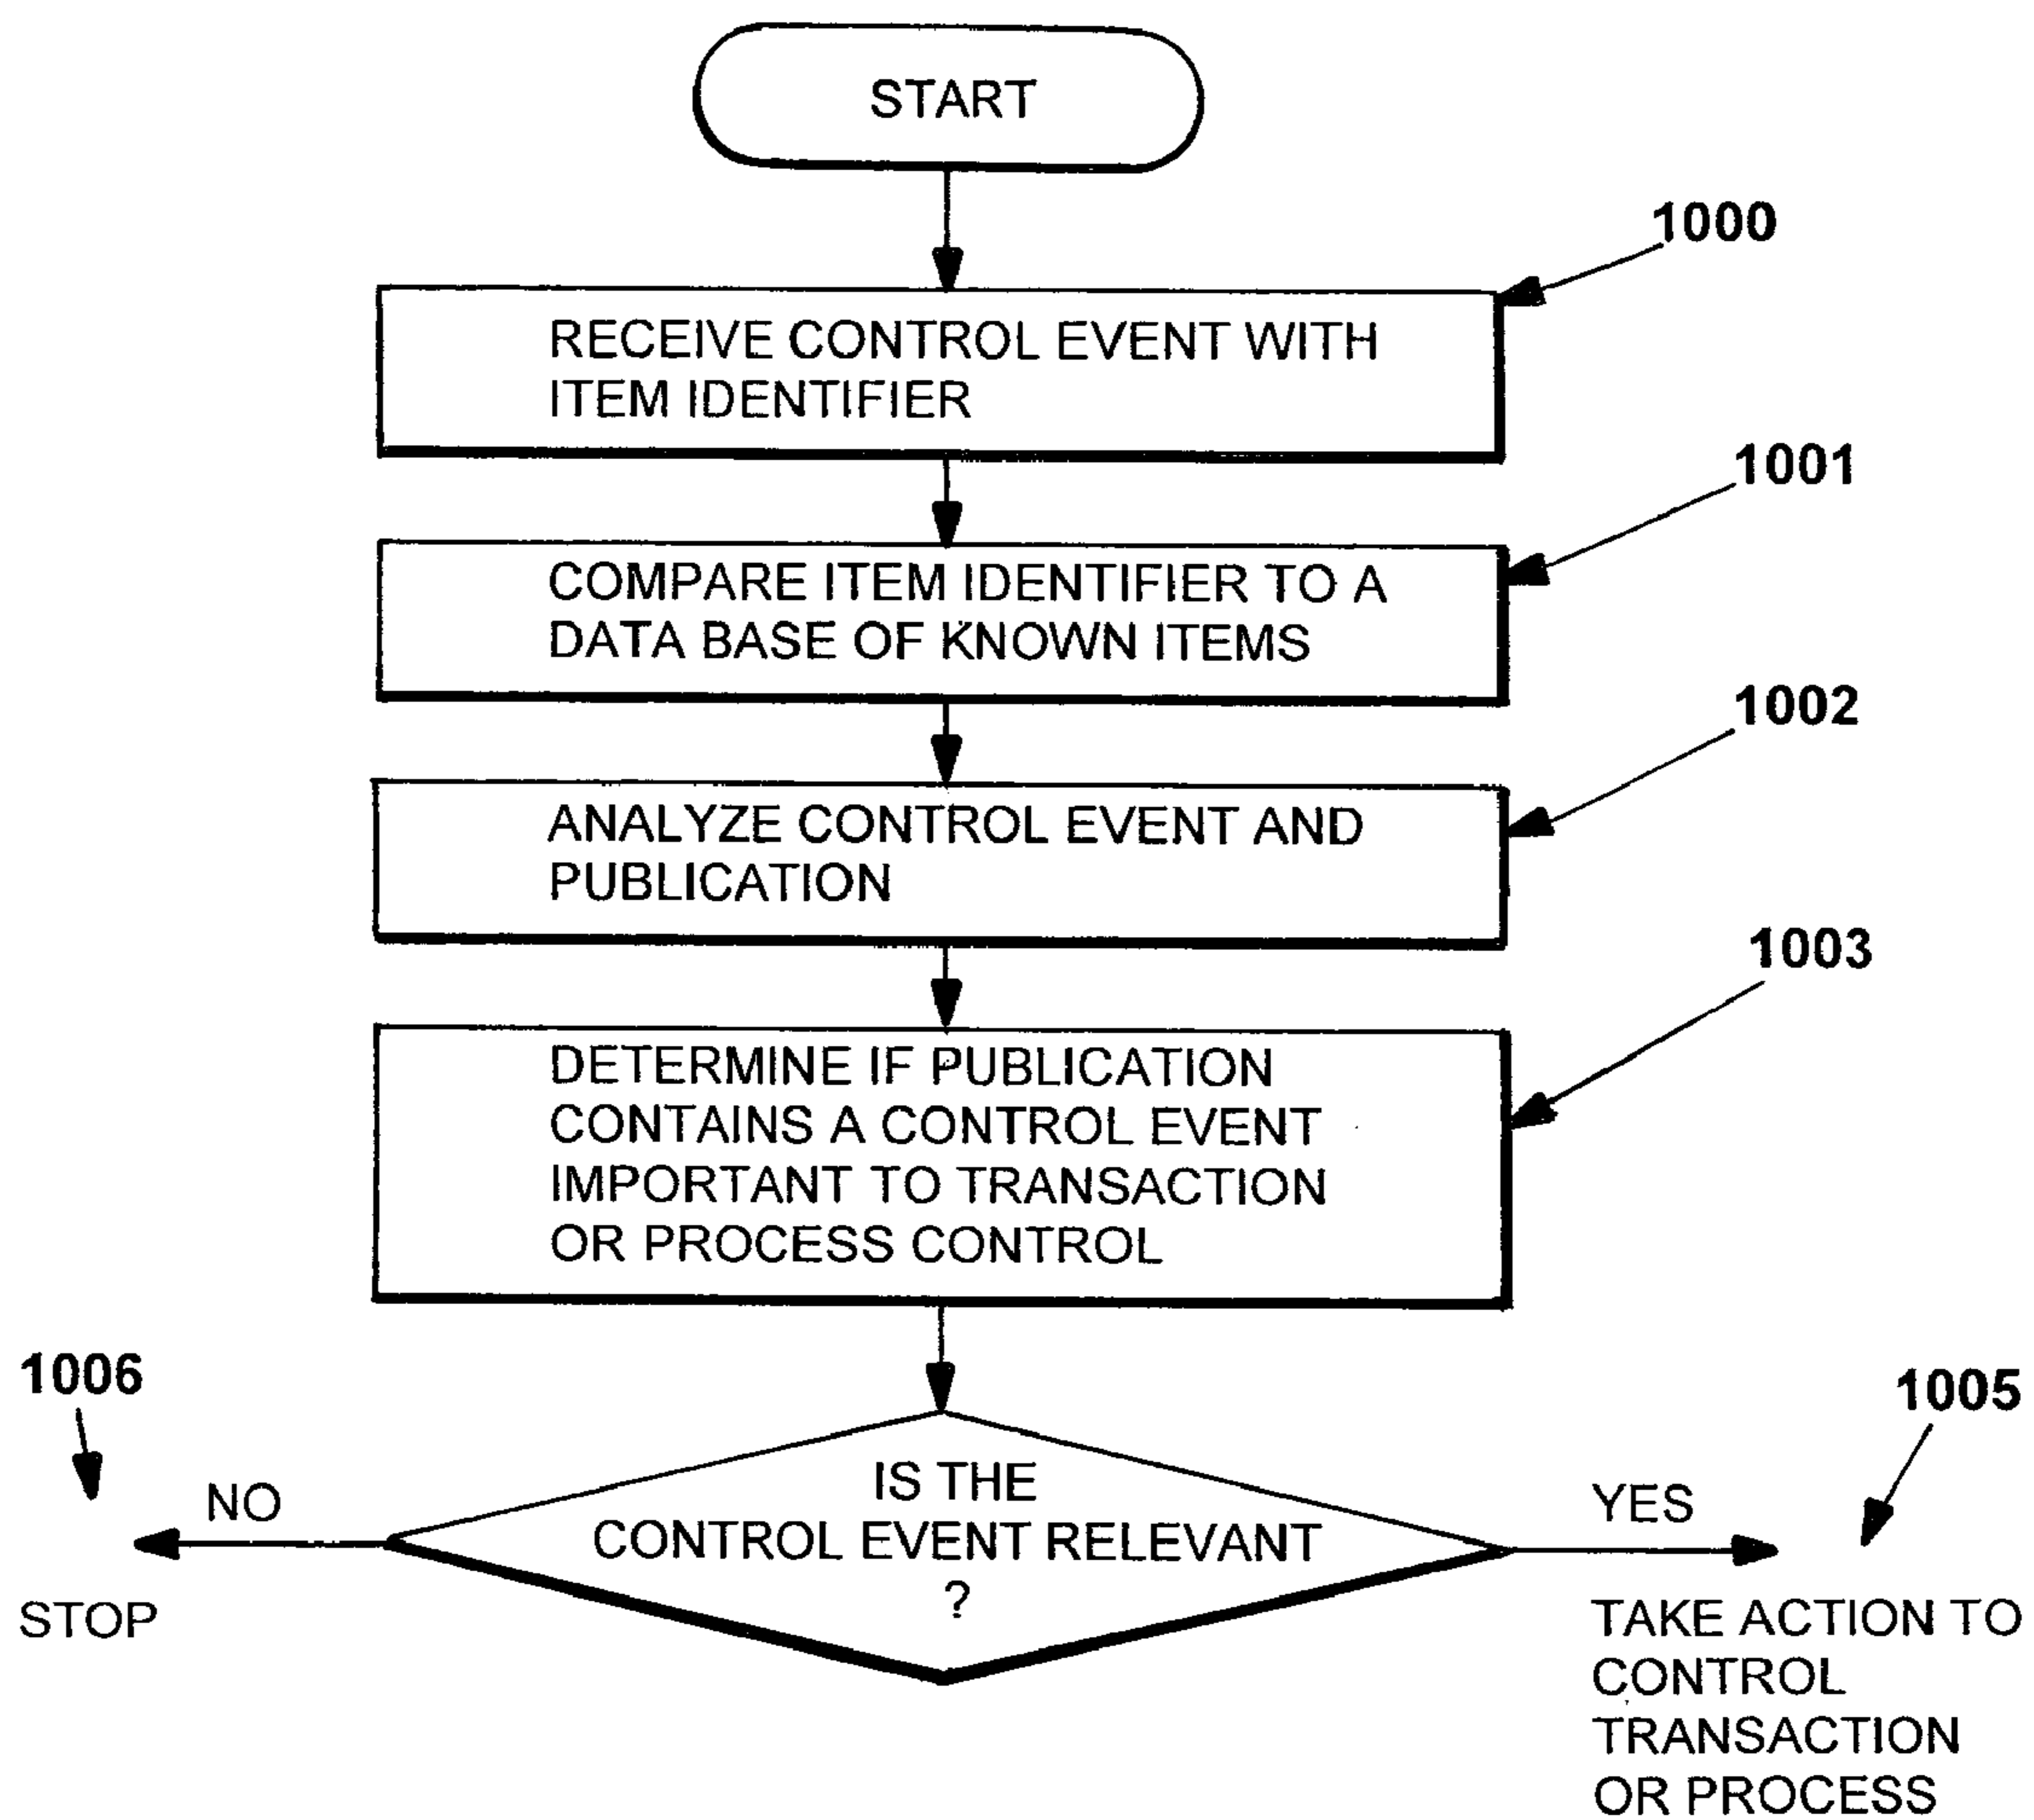 START
1000
RECEIVE CONTROL EVENT WITH
ITEM IDENTIFIER
1001
COMPARE ITEM IDENTIFIER TO A
DATA BASE OF KNOWN ITEMS
1002
ANALYZE CONTROL EVENT AND
PUBLICATION
1003
DETERMINE IF PUBLICATION
CONTAINS A CONTROL EVENT
IMPORTANT TO TRANSACTION
OR PROCESS CONTROL
1006
1005
IS THE
CONTROL EVENT RELEVANT
?
NO
STOP
YES
TAKE ACTION TO
CONTROL
TRANSACTION
OR PROCESS